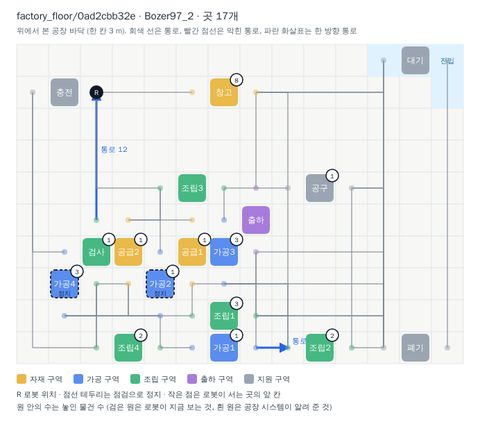 factory_floor/0ad2cbb32e · Bozer97_2 · 곳 17개
위에서 본 공장 바닥 (한 칸 3 m). 회색 선은 통로, 빨간 점선은 막힌 통로, 파란 화살표는 한 방향 통로
대기
진입
충전
R
창고
8
통로 12
조립3
공구
1
출하
검사
1
공급2
1
공급1
1
가공3
3
가공4
3
정지
가공2
1
정지
조립1
3
조립4
2
가공1
1
통로
조립2
2
폐기
자재 구역
가공 구역
조립 구역
출하 구역
지원 구역
R 로봇 위치 · 점선 테두리는 점검으로 정지 · 작은 점은 로봇이 서는 곳의 앞 칸
원 안의 수는 놓인 물건 수 (검은 원은 로봇이 지금 보는 것, 흰 원은 공장 시스템이 알려 준 것)